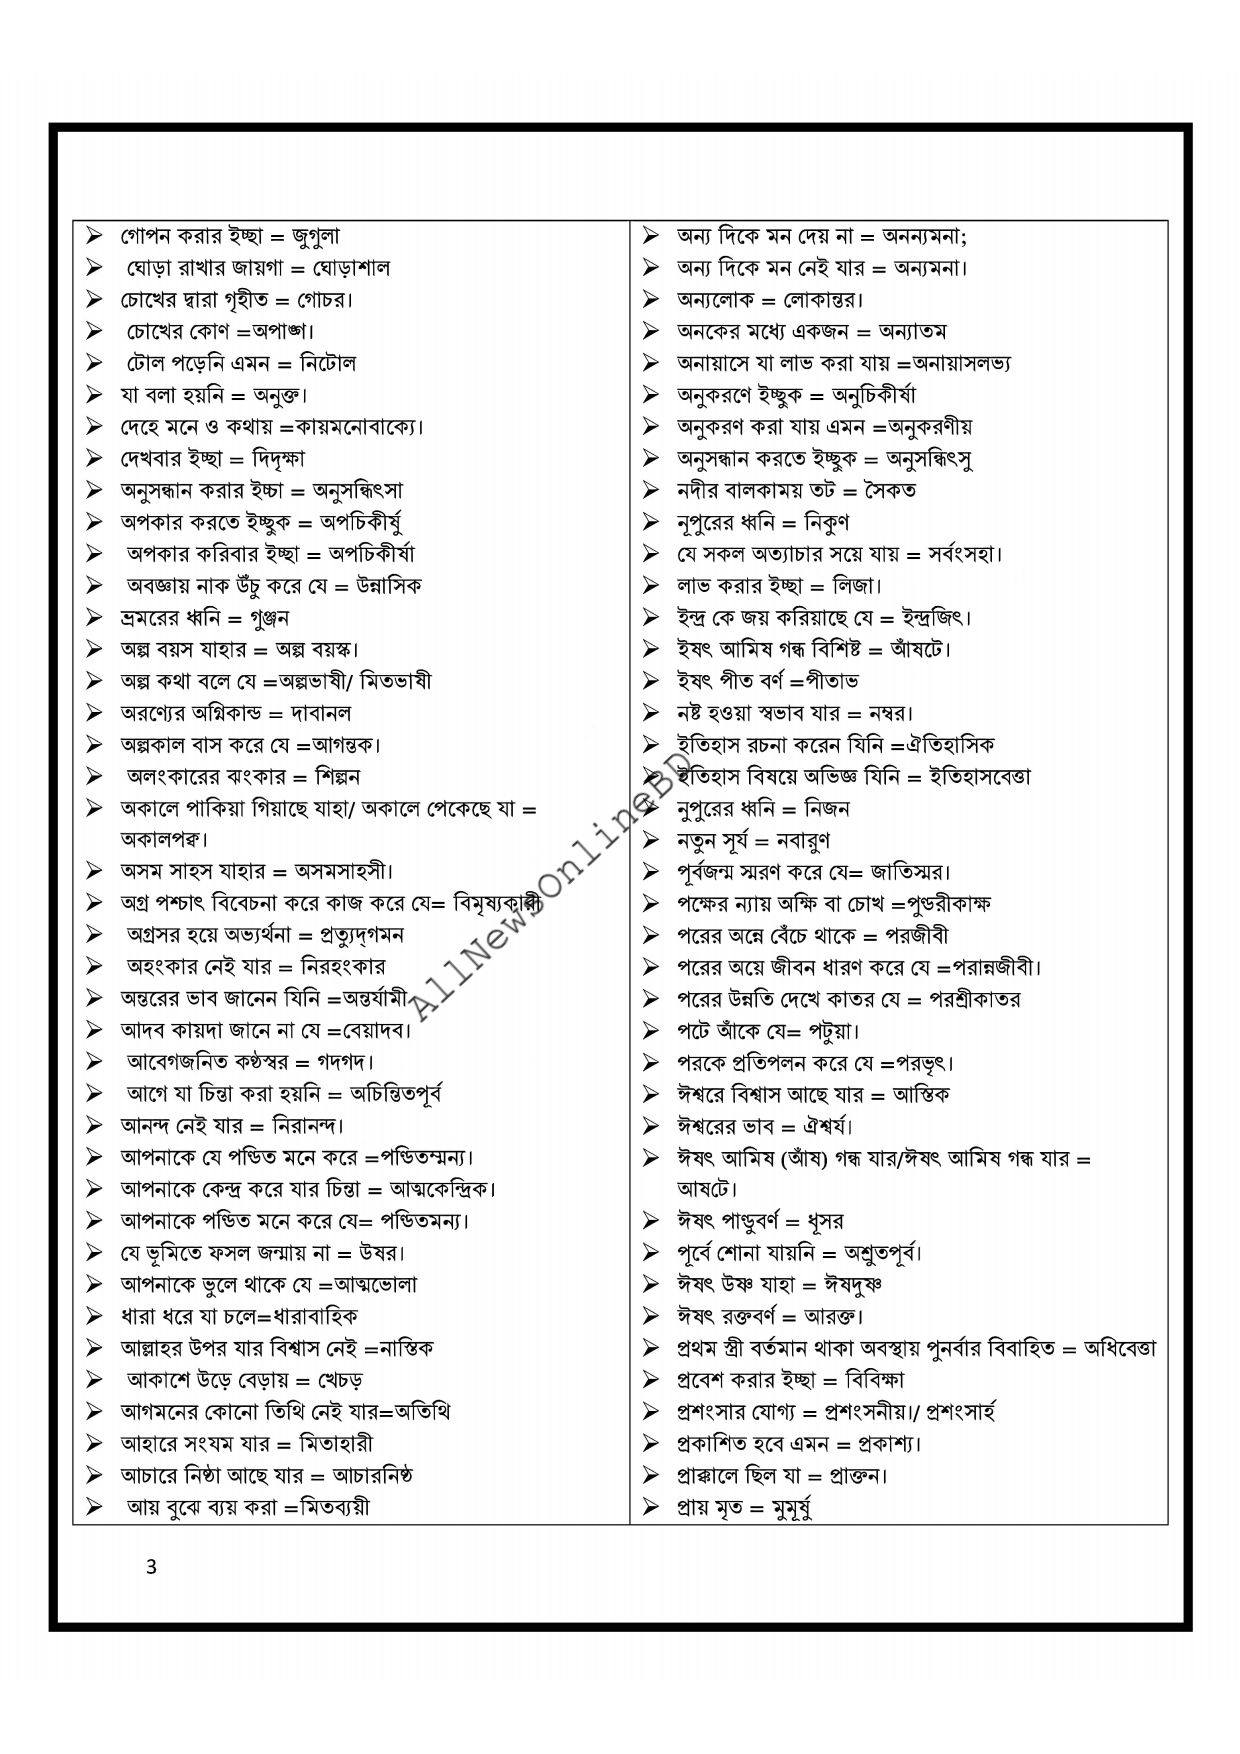 গোপন করার ইচ্ছা = জুগুলা
ঘোড়া রাখার জায়গা = ঘোড়াশাল
চোখের দ্বারা গৃহীত = গোচর।
চোখের কোণ =অপাঙ্গ।
টোল পড়েনি এমন = নিটোল
যা বলা হয়নি = অনুক্ত।
দেহে মনে ও কথায় =কায়মনোবাক্যে।
দেখবার ইচ্ছা = দিদৃক্ষা
অনুসন্ধান করার ইচ্চা = অনুসন্ধিৎসা
অপকার করতে ইচ্ছুক = অপচিকীর্ষু
অপকার করিবার ইচ্ছা = অপচিকীর্ষা
অবজ্ঞায় নাক উঁচু করে যে = উন্নাসিক
ভ্রমরের ধ্বনি = গুঞ্জন
অল্প বয়স যাহার = অল্প বয়স্ক।
অল্প কথা বলে যে =অল্পভাষী/ মিতভাষী
অরণ্যের অগ্নিকান্ড = দাবানল
অল্পকাল বাস করে যে =আগন্তক।
অলংকারের ঝংকার = শিল্পন
অকালে পাকিয়া গিয়াছে যাহা/ অকালে পেকেছে যা =
অকালপক্ব।
অসম সাহস যাহার = অসমসাহসী।
অগ্র পশ্চাৎ বিবেচনা করে কাজ করে যে= বিমৃষ্যকারী
অগ্রসর হয়ে অভ্যর্থনা = প্রত্যুদ্গমন
অহংকার নেই যার = নিরহংকার
অন্তরের ভাব জানেন যিনি =অন্তর্যামী
আদব কায়দা জানে না যে =বেয়াদব।
আবেগজনিত কণ্ঠস্বর = গদগদ।
আগে যা চিন্তা করা হয়নি = অচিন্তিতপূর্ব
আনন্দ নেই যার = নিরানন্দ।
আপনাকে যে পন্ডিত মনে করে =পন্ডিতম্মন্য।
আপনাকে কেন্দ্র করে যার চিন্তা = আত্মকেন্দ্রিক।
আপনাকে পন্ডিত মনে করে যে= পন্ডিতমন্য।
যে ভূমিতে ফসল জন্মায় না = উষর।
আপনাকে ভুলে থাকে যে =আত্মভোলা
ধারা ধরে যা চলে=ধারাবাহিক
আল্লাহর উপর যার বিশ্বাস নেই =নাস্তিক
আকাশে উড়ে বেড়ায় = খেচড়
আগমনের কোনো তিথি নেই যার=অতিথি
আহারে সংযম যার = মিতাহারী
আচারে নিষ্ঠা আছে যার = আচারনিষ্ঠ
আয় বুঝে ব্যয় করা =মিতব্যয়ী
অন্য দিকে মন দেয় না = অনন্যমনা;
অন্য দিকে মন নেই যার = অন্যমনা।
অন্যলোক = লোকান্তর।
অনকের মধ্যে একজন = অন্যাতম
অনায়াসে যা লাভ করা যায় =অনায়াসলভ্য
অনুকরণে ইচ্ছুক = অনুচিকীর্ষা
অনুকরণ করা যায় এমন =অনুকরণীয়
অনুসন্ধান করতে ইচ্ছুক = অনুসন্ধিৎসু
নদীর বালকাময় তট = সৈকত
নূপুরের ধ্বনি = নিকুণ
যে সকল অত্যাচার সয়ে যায় = সর্বংসহা।
লাভ করার ইচ্ছা = লিজা।
ইন্দ্র কে জয় করিয়াছে যে = ইন্দ্রজিৎ।
ইষৎ আমিষ গন্ধ বিশিষ্ট = আঁষটে।
ইষৎ পীত বর্ণ =পীতাভ
নষ্ট হওয়া স্বভাব যার = নম্বর।
ইতিহাস রচনা করেন যিনি =ঐতিহাসিক
ইতিহাস বিষয়ে অভিজ্ঞ যিনি = ইতিহাসবেত্তা
নুপুরের ধ্বনি = নিজন
নতুন সূর্য = নবারুণ
পূর্বজন্ম স্মরণ করে যে= জাতিস্মর।
পক্ষের ন্যায় অক্ষি বা চোখ =পুণ্ডরীকাক্ষ
পরের অন্নে বেঁচে থাকে = পরজীবী
পরের অয়ে জীবন ধারণ করে যে =পরান্নজীবী।
পরের উন্নতি দেখে কাতর যে = পরশ্রীকাতর
পটে আঁকে যে= পটুয়া।
পরকে প্রতিপলন করে যে =পরভৃৎ।
ঈশ্বরে বিশ্বাস আছে যার = আস্তিক
ঈশ্বরের ভাব = ঐশ্বর্য।
ঈষৎ আমিষ (আঁষ) গন্ধ যার/ঈষৎ আমিষ গন্ধ যার =
আষটে।
ঈষৎ পাণ্ডুবর্ণ = ধূসর
পূর্বে শোনা যায়নি = অশ্রুতপূর্ব।
ঈষৎ উষ্ণ যাহা = ঈষদুষ্ণ
ঈষৎ রক্তবর্ণ = আরক্ত।
প্রথম স্ত্রী বর্তমান থাকা অবস্থায় পুনর্বার বিবাহিত = অধিবেত্তা
প্রবেশ করার ইচ্ছা = বিবিক্ষা
প্রশংসার যোগ্য = প্রশংসনীয়।/ প্রশংসার্হ
প্রকাশিত হবে এমন = প্রকাশ্য।
প্রাক্কালে ছিল যা = প্রাক্তন।
প্রায় মৃত = মুমূর্ষু
AllNewsOnlineBD
3